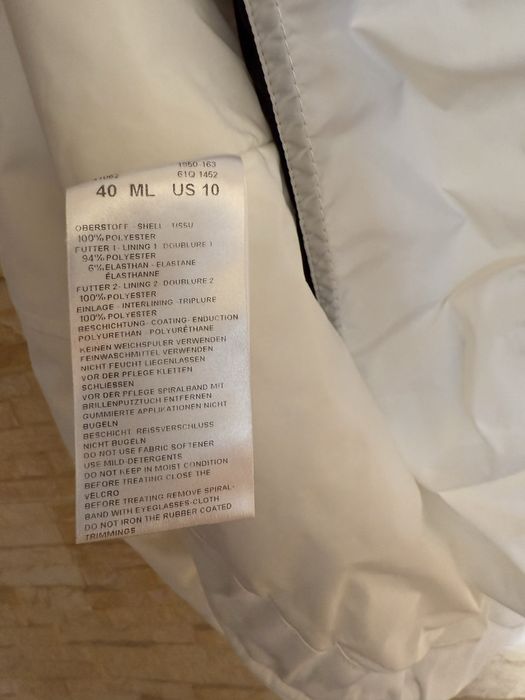 1950-163
61Q 1452
40 ML US 10
OBERSTOFF - SHELL - TISSU
100% POLYESTER
FUTTER 1 - LINING 1 - DOUBLURE 1
94% POLYESTER
6% ELASTHAN - ELASTANE
ÉLASTHANNE
FUTTER 2 - LINING 2 - DOUBLURE 2
100% POLYESTER
EINLAGE - INTERLINING - TRIPLURE
100% POLYESTER
BESCHICHTUNG - COATING - ENDUCTION
POLYURETHAN - POLYURÉTHANE
KEINEN WEICHSPULER VERWENDEN
FEINWASCHMITTEL VERWENDEN
NICHT FEUCHT LIEGENLASSEN
VOR DER PFLEGE KLETTEN
SCHLIESSEN
VOR DER PFLEGE SPIRALBAND MIT
BRILLENPUTZTUCH ENTFERNEN
GUMMIERTE APPLIKATIONEN NICHT
BUGELN
BESCHICHT. REISSVERSCHLUSS
NICHT BUGELN
DO NOT USE FABRIC SOFTENER
USE MILD DETERGENTS
DO NOT KEEP IN MOIST CONDITION
BEFORE TREATING CLOSE THE
VELCRO
BEFORE TREATING REMOVE SPIRAL-
BAND WITH EYEGLASSES-CLOTH
DO NOT IRON THE RUBBER COATED
TRIMMINGS